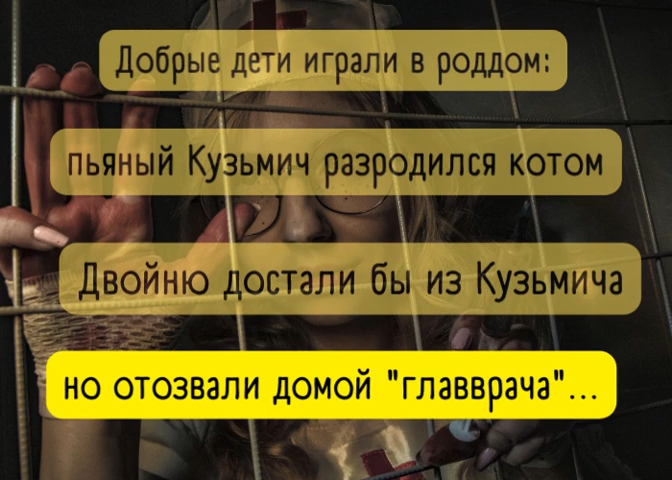 Добрые дети играли в роддом:
пьяный Кузьмич разродился котом
Двойню достали бы из Кузьмича
но отозвали домой "главврача"...